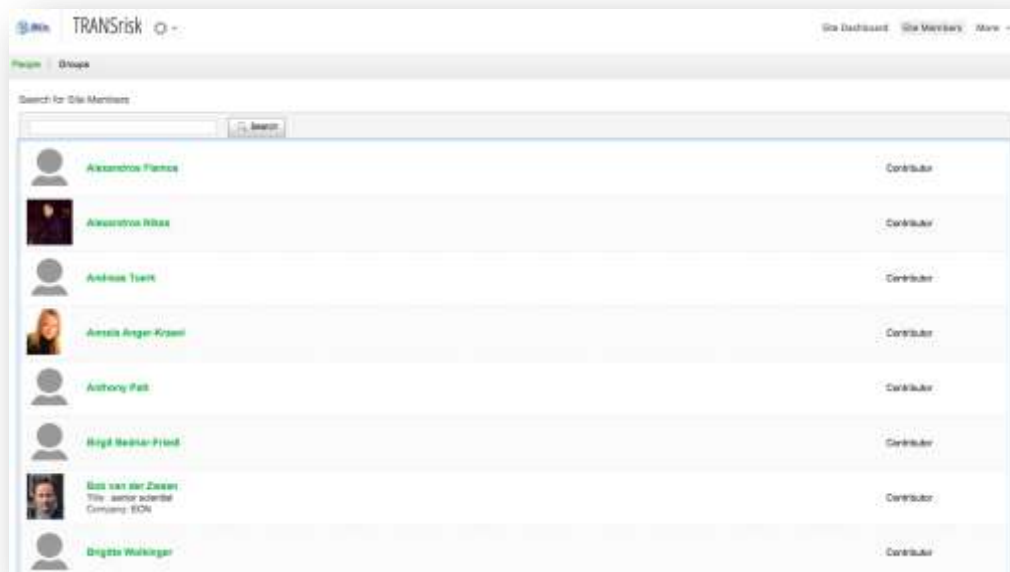 TRANSrisk
Site Dashboard Site Members More
People Groups
Search for Site Members
Search
Alexandros Flamos Contributor
Alexandros Nikas Contributor
Andreas Tuerk Contributor
Annela Anger-Kraavi Contributor
Anthony Patt Contributor
Birgit Bednar-Friedl Contributor
Bob van der Zwaan
Title: senior scientist Contributor
Company: ECN
Brigitte Wolkinger Contributor